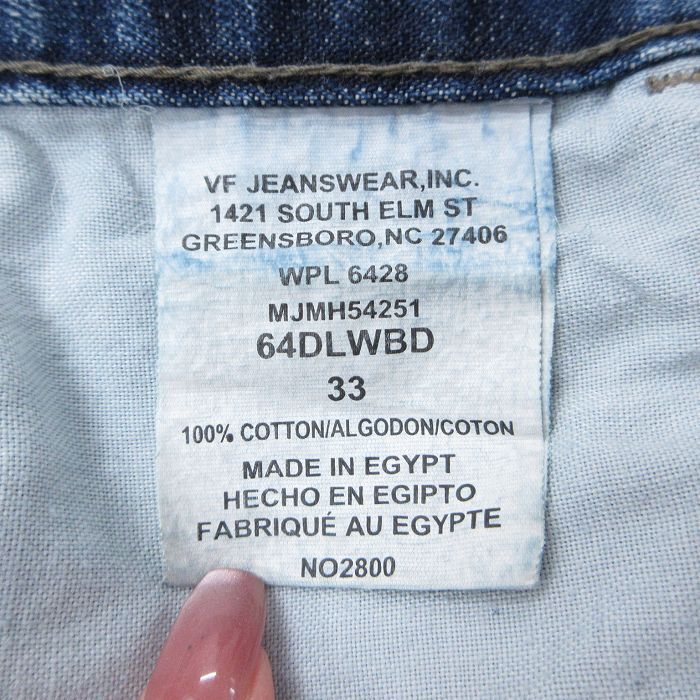 VF JEANSWEAR,INC.
1421 SOUTH ELM ST
GREENSBORO,NC 27406
WPL 6428
MJMH54251
64DLWBD
33
100% COTTON/ALGODON/COTON
MADE IN EGYPT
HECHO EN EGIPTO
FABRIQUÉ AU EGYPTE
NO2800